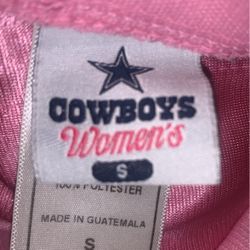 COWBOYS
Women's
S
100% POLYESTER
MADE IN GUATEMALA
S